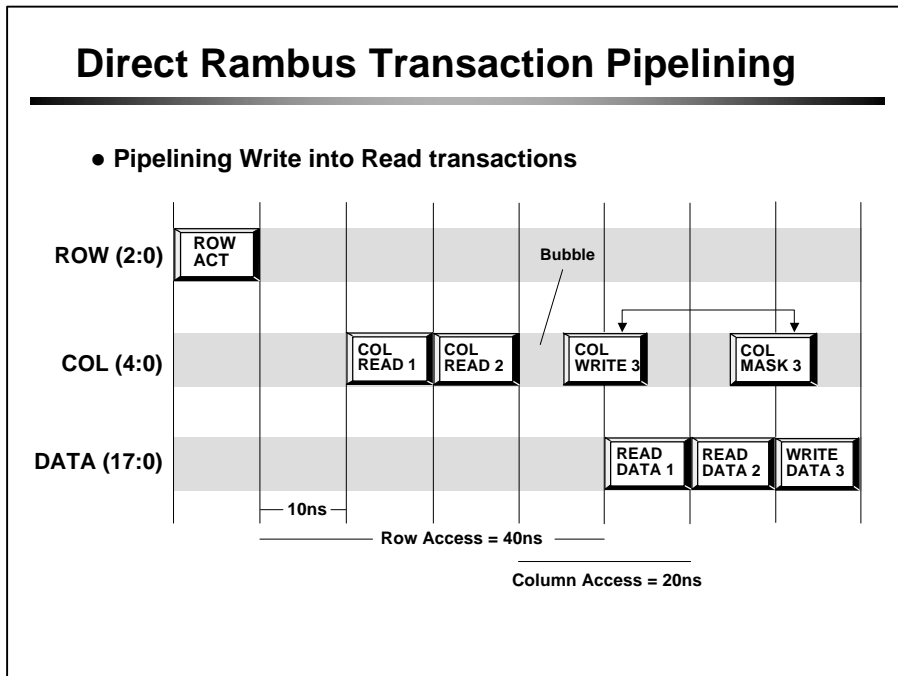 Direct Rambus Transaction Pipelining
● Pipelining Write into Read transactions
ROW (2:0)
ROW
ACT
Bubble
COL (4:0)
COL
READ 1
COL
READ 2
COL
WRITE 3
COL
MASK 3
DATA (17:0)
READ
DATA 1
READ
DATA 2
WRITE
DATA 3
10ns
Row Access = 40ns
Column Access = 20ns